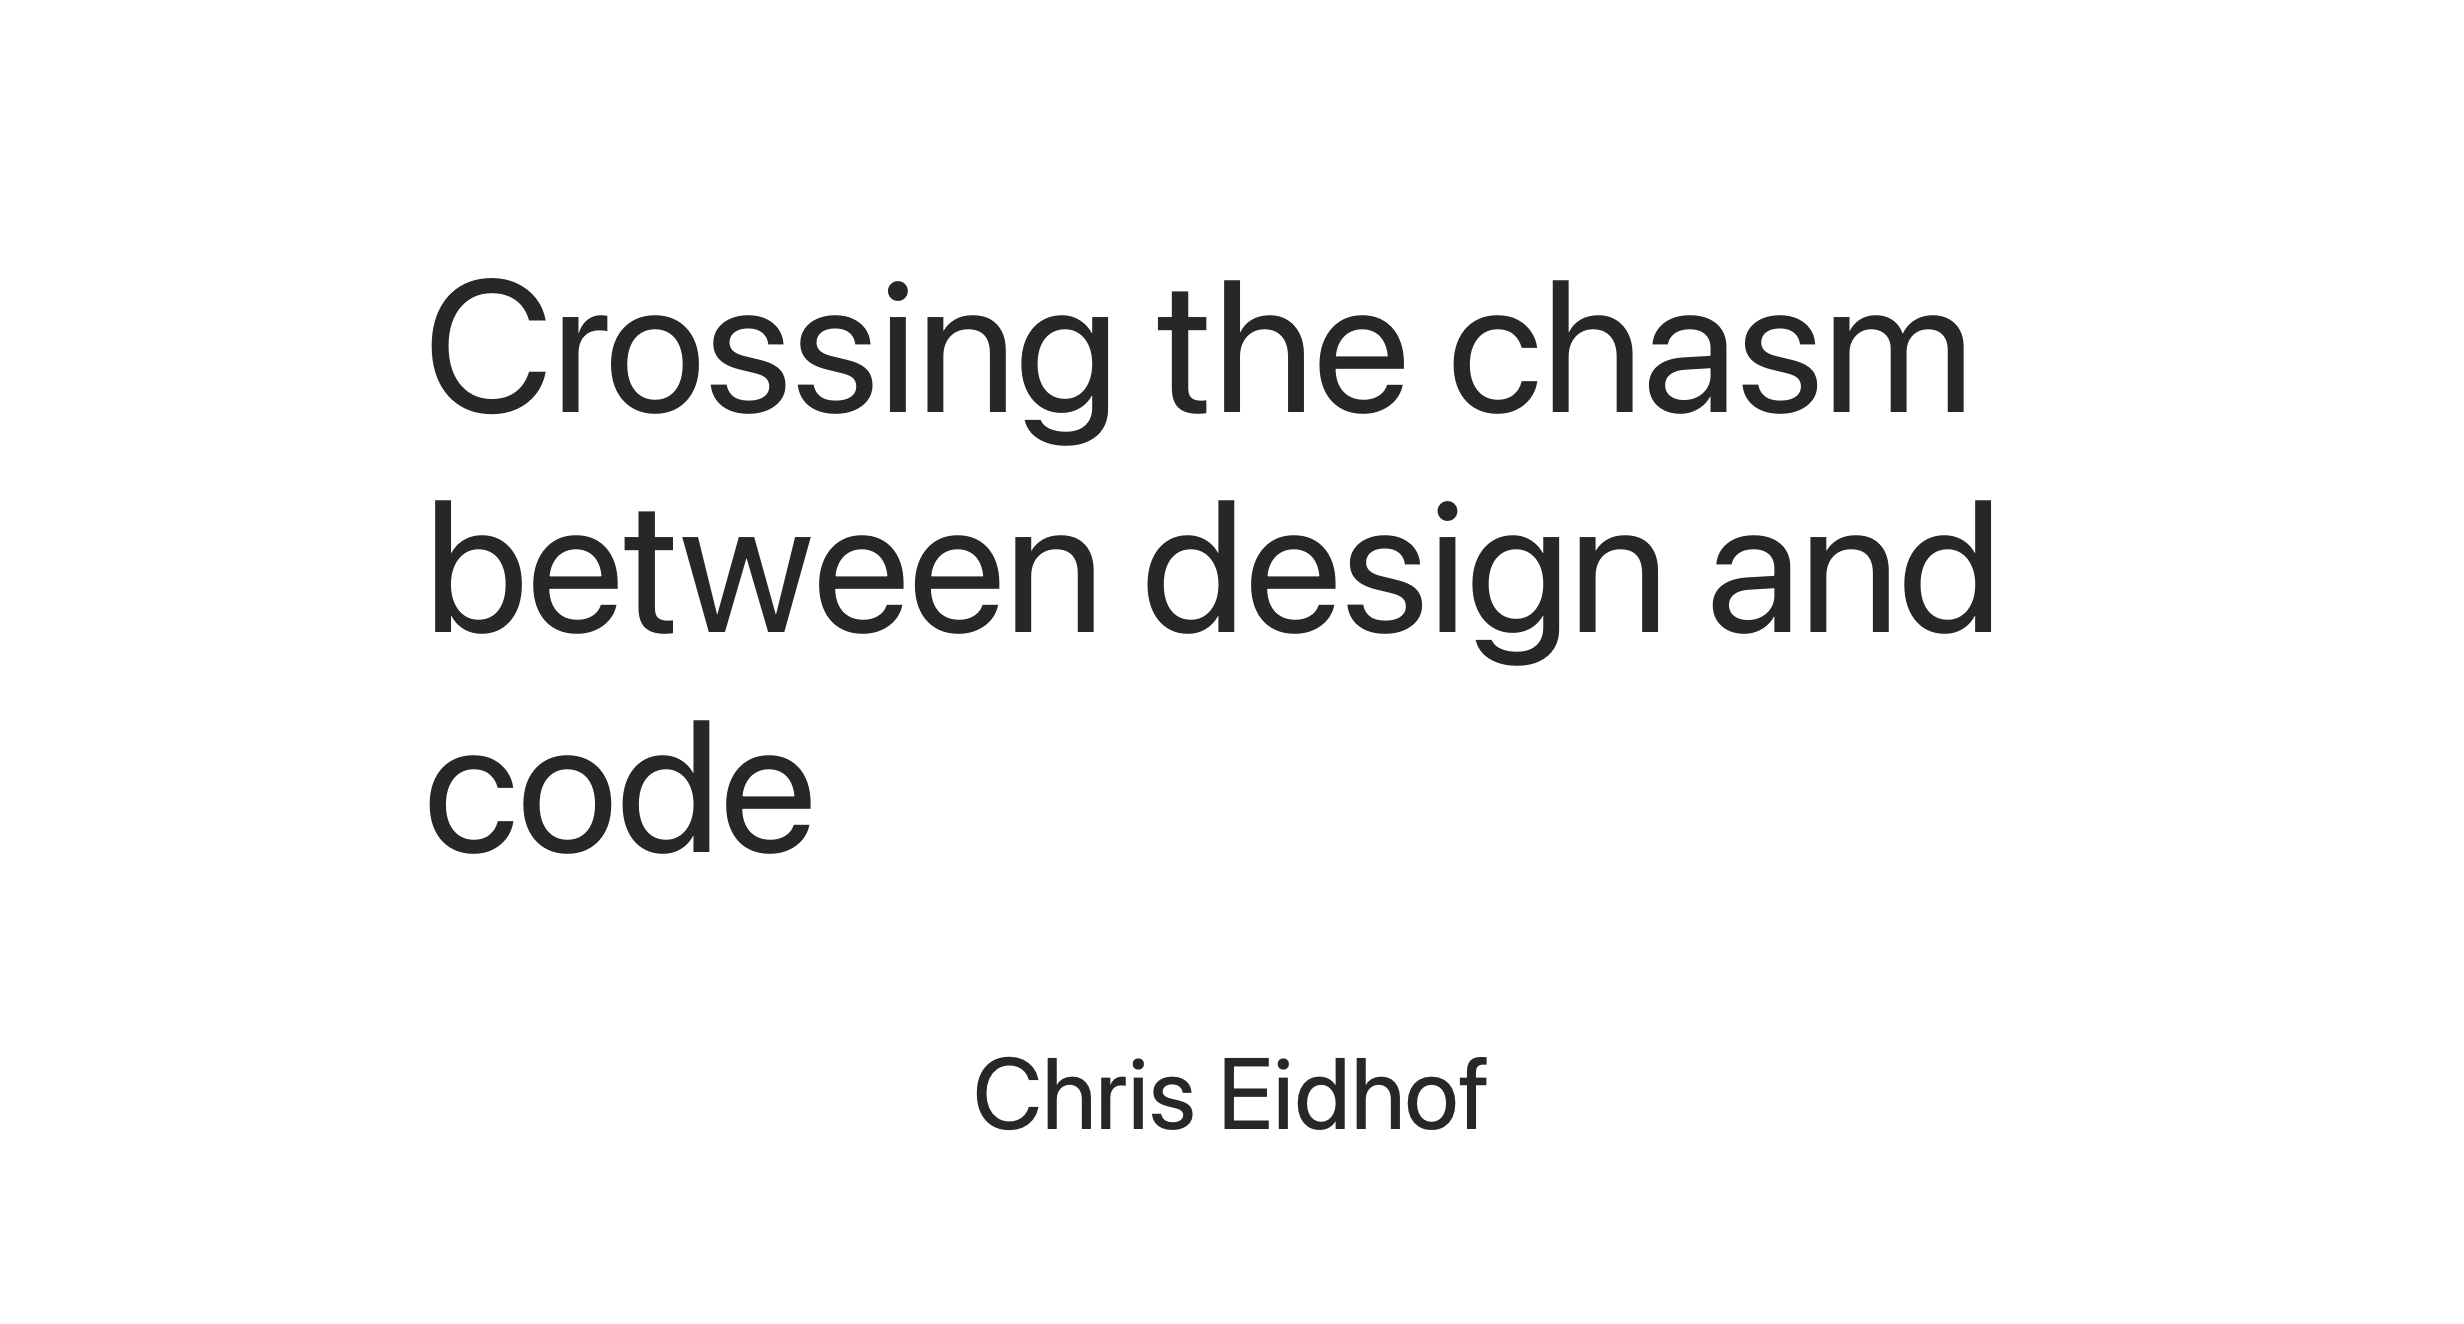 Crossing the chasm
between design and
code
Chris Eidhof